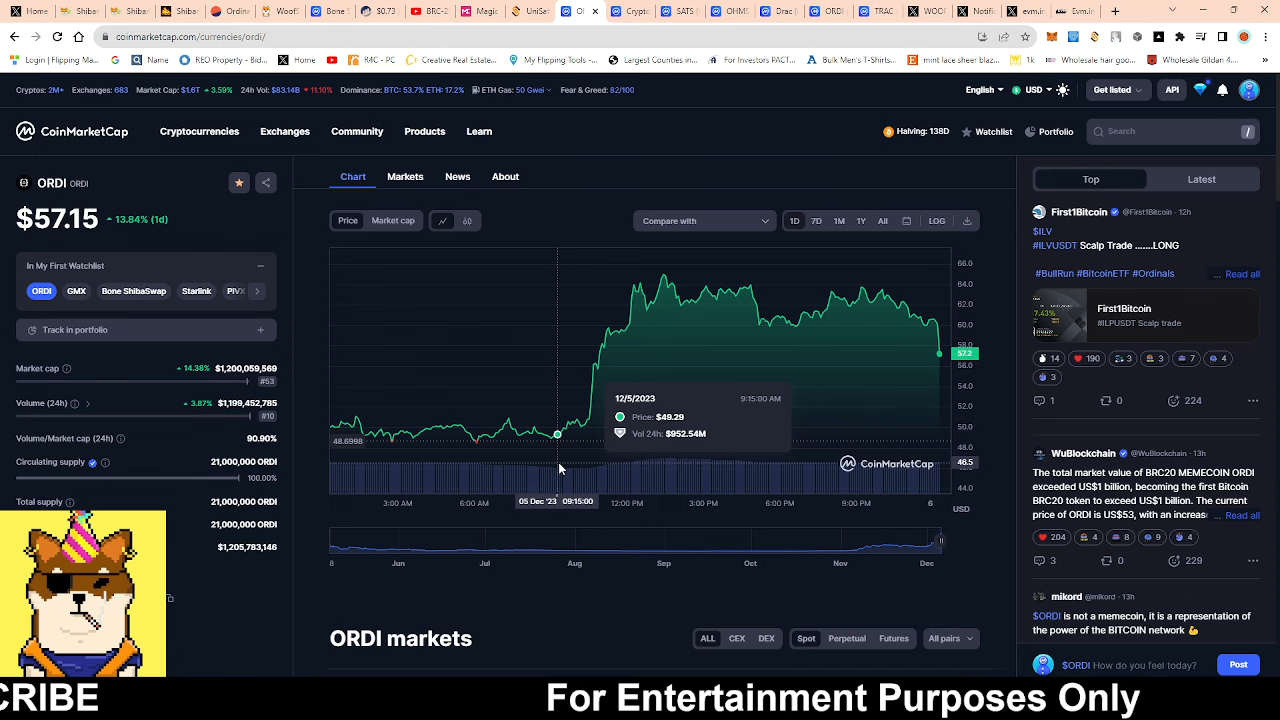 Home
Shiba
Shiba
Shiba
Ordin
WoofS
Bone S
$0.73
BRC-2
Magic
UniSa
Cryptc
SATS (
OHMS
Drac (
ORDI
TRAC
WOOF
Notifi
evm.in
Evm.in
coinmarketcap.com/currencies/ordi/
Login | Flipping Ma...
Name
REO Property - Bid...
Home
R4C - PC
Creative Real Estate...
My Flipping Tools -...
Largest Counties in...
For Investors PACT...
Bulk Men's T-Shirts...
mint lace sheer blaz...
1k
Wholesale hair goo...
Wholesale Gildan 4...
Cryptos: 2M+
Exchanges: 683
Market Cap: $1.6T 3.59%
24h Vol: $83.14B 11.10%
Dominance: BTC: 53.7% ETH: 17.2%
ETH Gas: 50 Gwei
Fear & Greed: 82/100
English
USD
Get listed
API
CoinMarketCap
Cryptocurrencies
Exchanges
Community
Products
Learn
Halving: 138D
Watchlist
Portfolio
Search
/
ORDI ORDI
$57.15 13.84% (1d)
In My First Watchlist
ORDI
GMX
Bone ShibaSwap
Starlink
PIVX
Track in portfolio
Market cap
14.38% $1,200,059,569
#53
Volume (24h)
3.87% $1,199,452,785
#10
Volume/Market cap (24h)
90.90%
Circulating supply
21,000,000 ORDI
100.00%
Total supply
21,000,000 ORDI
21,000,000 ORDI
$1,205,783,146
Chart
Markets
News
About
Price
Market cap
Compare with
1D
7D
1M
1Y
All
LOG
66.0
64.0
62.0
60.0
58.0
57.2
56.0
54.0
52.0
50.0
48.0
46.5
44.0
48.6998
12/5/2023
9:15:00 AM
Price: $49.29
Vol 24h: $952.54M
CoinMarketCap
3:00 AM
6:00 AM
05 Dec '23 09:15:00
12:00 PM
3:00 PM
6:00 PM
9:00 PM
6
USD
8
Jun
Jul
Aug
Sep
Oct
Nov
Dec
ORDI markets
ALL
CEX
DEX
Spot
Perpetual
Futures
All pairs
Top
Latest
First1Bitcoin
@First1Bitcoin · 12h
$ILV
#ILVUSDT Scalp Trade .......LONG
#BullRun #BitcoinETF #Ordinals
... Read all
7.43%
First1Bitcoin
#ILPUSDT Scalp trade
14
190
3
3
7
4
3
1
0
224
WuBlockchain
@WuBlockchain · 13h
The total market value of BRC20 MEMECOIN ORDI
exceeded US$1 billion, becoming the first Bitcoin
BRC20 token to exceed US$1 billion. The current
price of ORDI is US$53, with an increas
... Read all
204
4
8
9
4
3
0
229
mikord
@mikord · 13h
$ORDI is not a memecoin, it is a representation of
the power of the BITCOIN network
$ORDI How do you feel today?
Post
CRIBE
For Entertainment Purposes Only